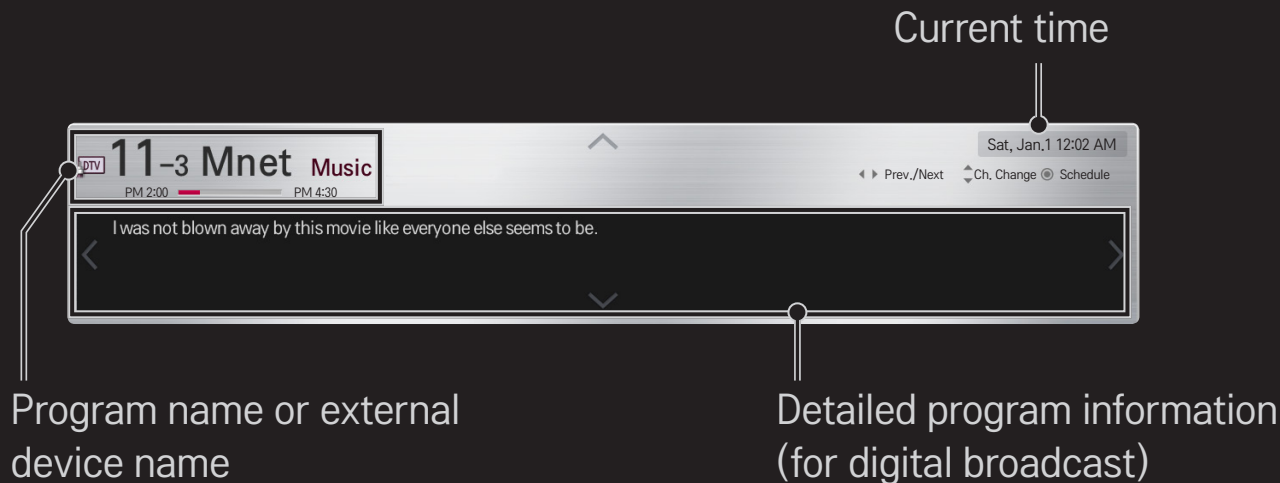 Current time
DTV 11-3 Mnet Music
PM 2:00 PM 4:30
Sat, Jan.1 12:02 AM
Prev./Next Ch. Change Schedule
I was not blown away by this movie like everyone else seems to be.
Program name or external
device name
Detailed program information
(for digital broadcast)